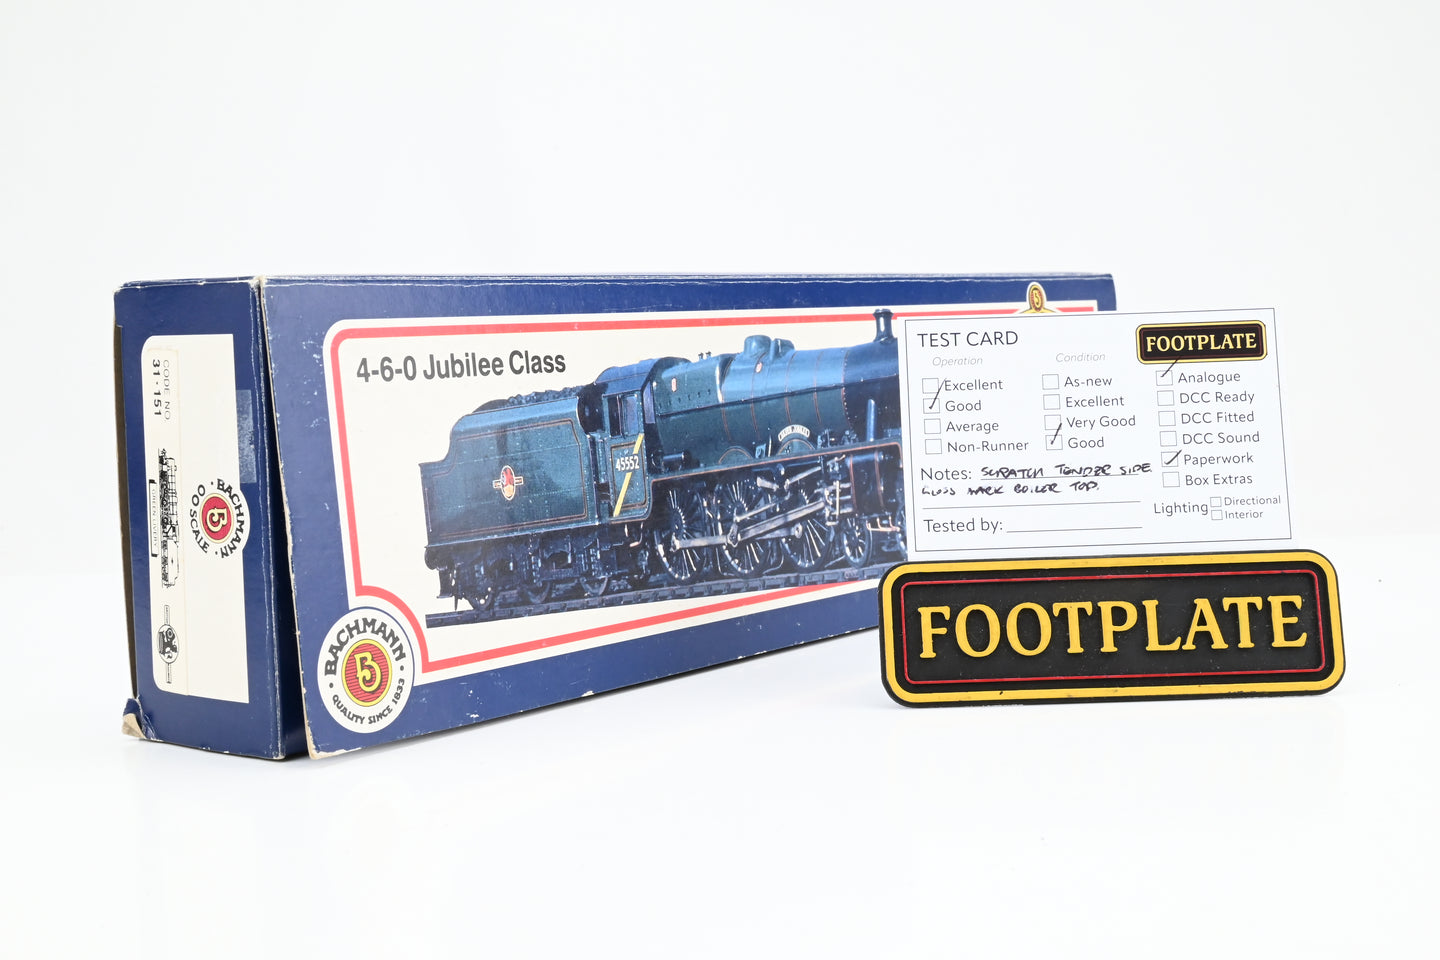 CODE NO.
31-151
BACHMANN
OO SCALE
4-6-0 Jubilee Class
45552
BACHMANN
QUALITY SINCE 1833
TEST CARD
FOOTPLATE
Operation
Excellent
Good
Average
Non-Runner
Condition
As-new
Excellent
Very Good
Good
Analogue
DCC Ready
DCC Fitted
DCC Sound
Paperwork
Box Extras
Lighting
Directional
Interior
Notes: SCRATCH TENDER SIDE.
GLOSS MARK BOILER TOP.
Tested by:
FOOTPLATE